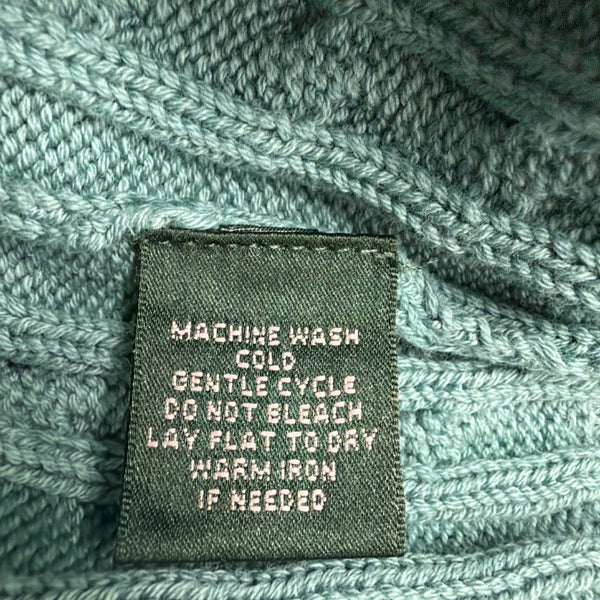 MACHINE WASH
COLD
GENTLE CYCLE
DO NOT BLEACH
LAY FLAT TO DRY
WARM IRON
IF NEEDED